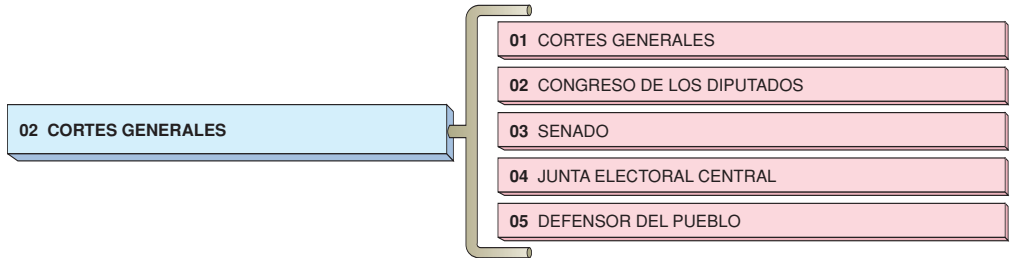 02 CORTES GENERALES
01 CORTES GENERALES
02 CONGRESO DE LOS DIPUTADOS
03 SENADO
04 JUNTA ELECTORAL CENTRAL
05 DEFENSOR DEL PUEBLO